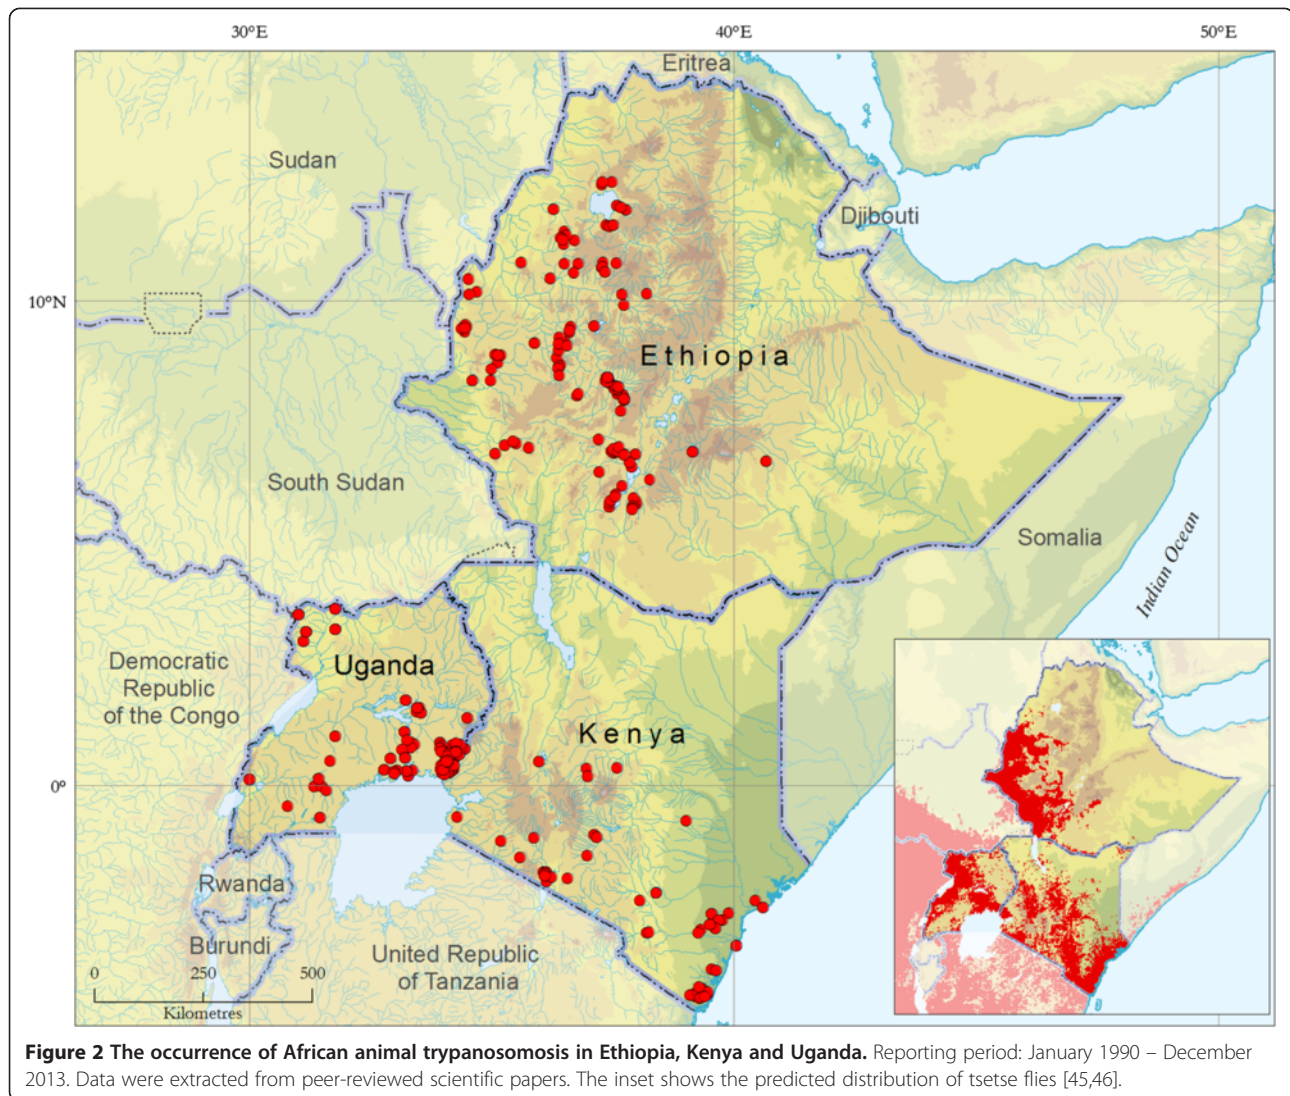 30°E 40°E 50°E
Eritrea
Sudan
Djibouti
10°N
Ethiopia
South Sudan
Somalia
Indian Ocean
Democratic
Republic
of the Congo
Uganda
Kenya
0°
Rwanda
Burundi
United Republic
of Tanzania
0 250 500
Kilometres
Figure 2 The occurrence of African animal trypanosomosis in Ethiopia, Kenya and Uganda. Reporting period: January 1990 – December
2013. Data were extracted from peer-reviewed scientific papers. The inset shows the predicted distribution of tsetse flies [45,46].